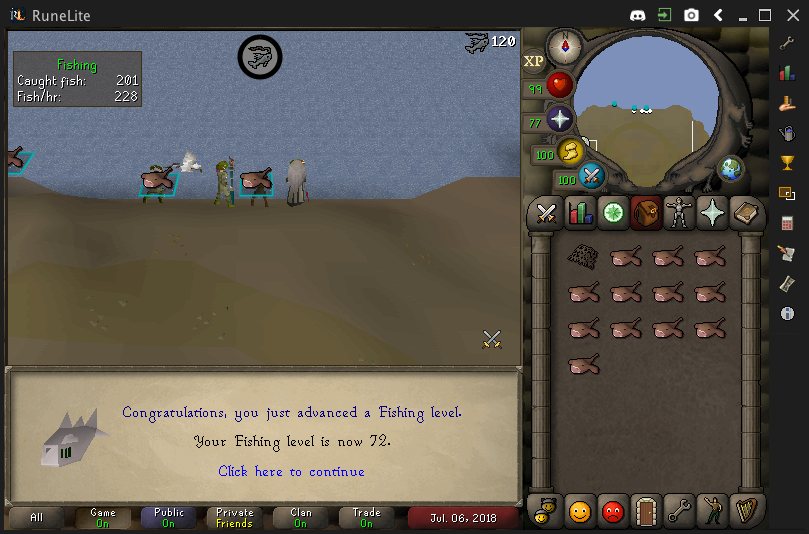 RuneLite
Fishing
Caught fish: 201
Fish/hr: 228
120
XP
99
77
100
100
Congratulations, you just advanced a Fishing level.
Your Fishing level is now 72.
Click here to continue
All
Game
On
Public
On
Private
Friends
Clan
On
Trade
On
Jul. 06, 2018